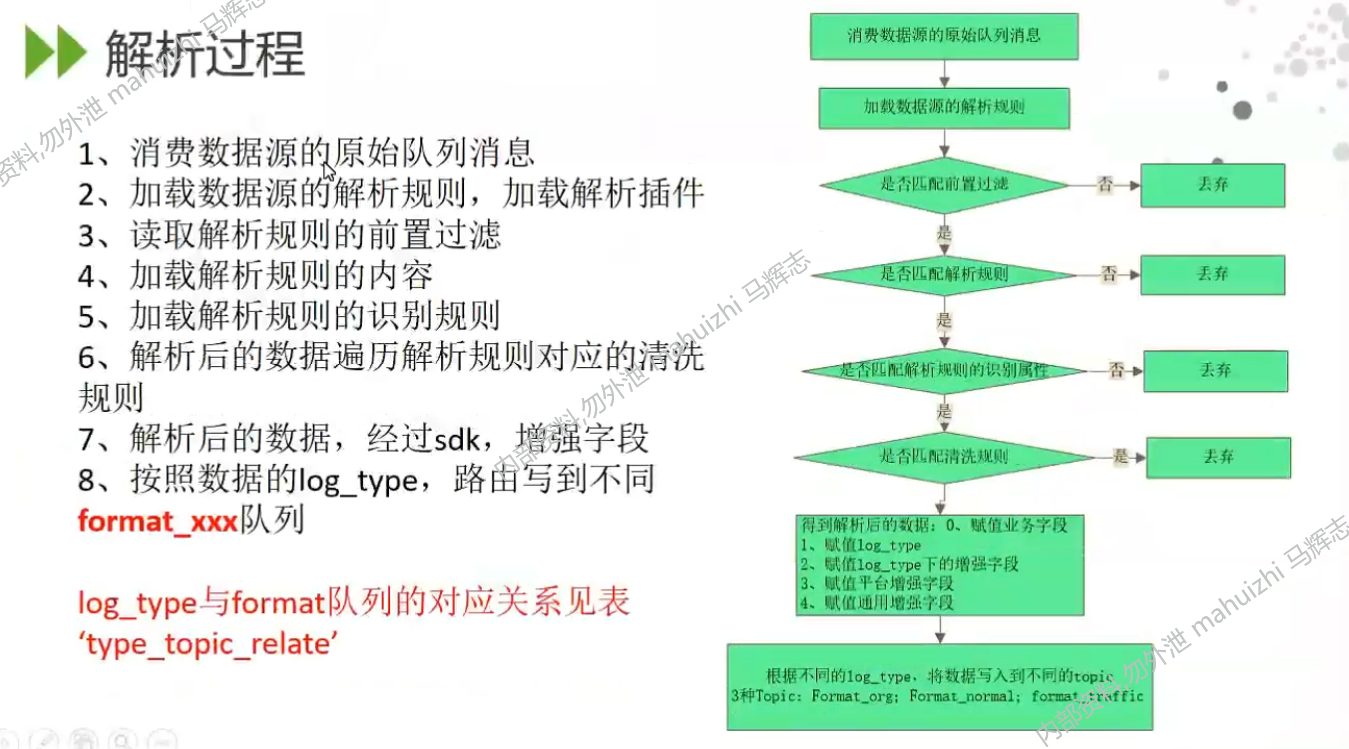 解析过程
1、消费数据源的原始队列消息
2、加载数据源的解析规则，加载解析插件
3、读取解析规则的前置过滤
4、加载解析规则的内容
5、加载解析规则的识别规则
6、解析后的数据遍历解析规则对应的清洗
规则
7、解析后的数据，经过sdk，增强字段
8、按照数据的log_type，路由写到不同
format_xxx队列
log_type与format队列的对应关系见表
‘type_topic_relate’
消费数据源的原始队列消息
加载数据源的解析规则
是否匹配前置过滤
否
丢弃
是
是否匹配解析规则
否
丢弃
是
是否匹配解析规则的识别属性
否
丢弃
是
是否匹配清洗规则
是
丢弃
得到解析后的数据：0、赋值业务字段
1、赋值log_type
2、赋值log_type下的增强字段
3、赋值平台增强字段
4、赋值通用增强字段
根据不同的log_type，将数据写入到不同的topic
3种Topic：Format_org；Format_normal；format_traffic
资料,勿外泄 mahuizhi 马辉志
内部资料,勿外泄 mahuizhi 马辉志
内部资料,勿外泄 mahuizhi 马辉志